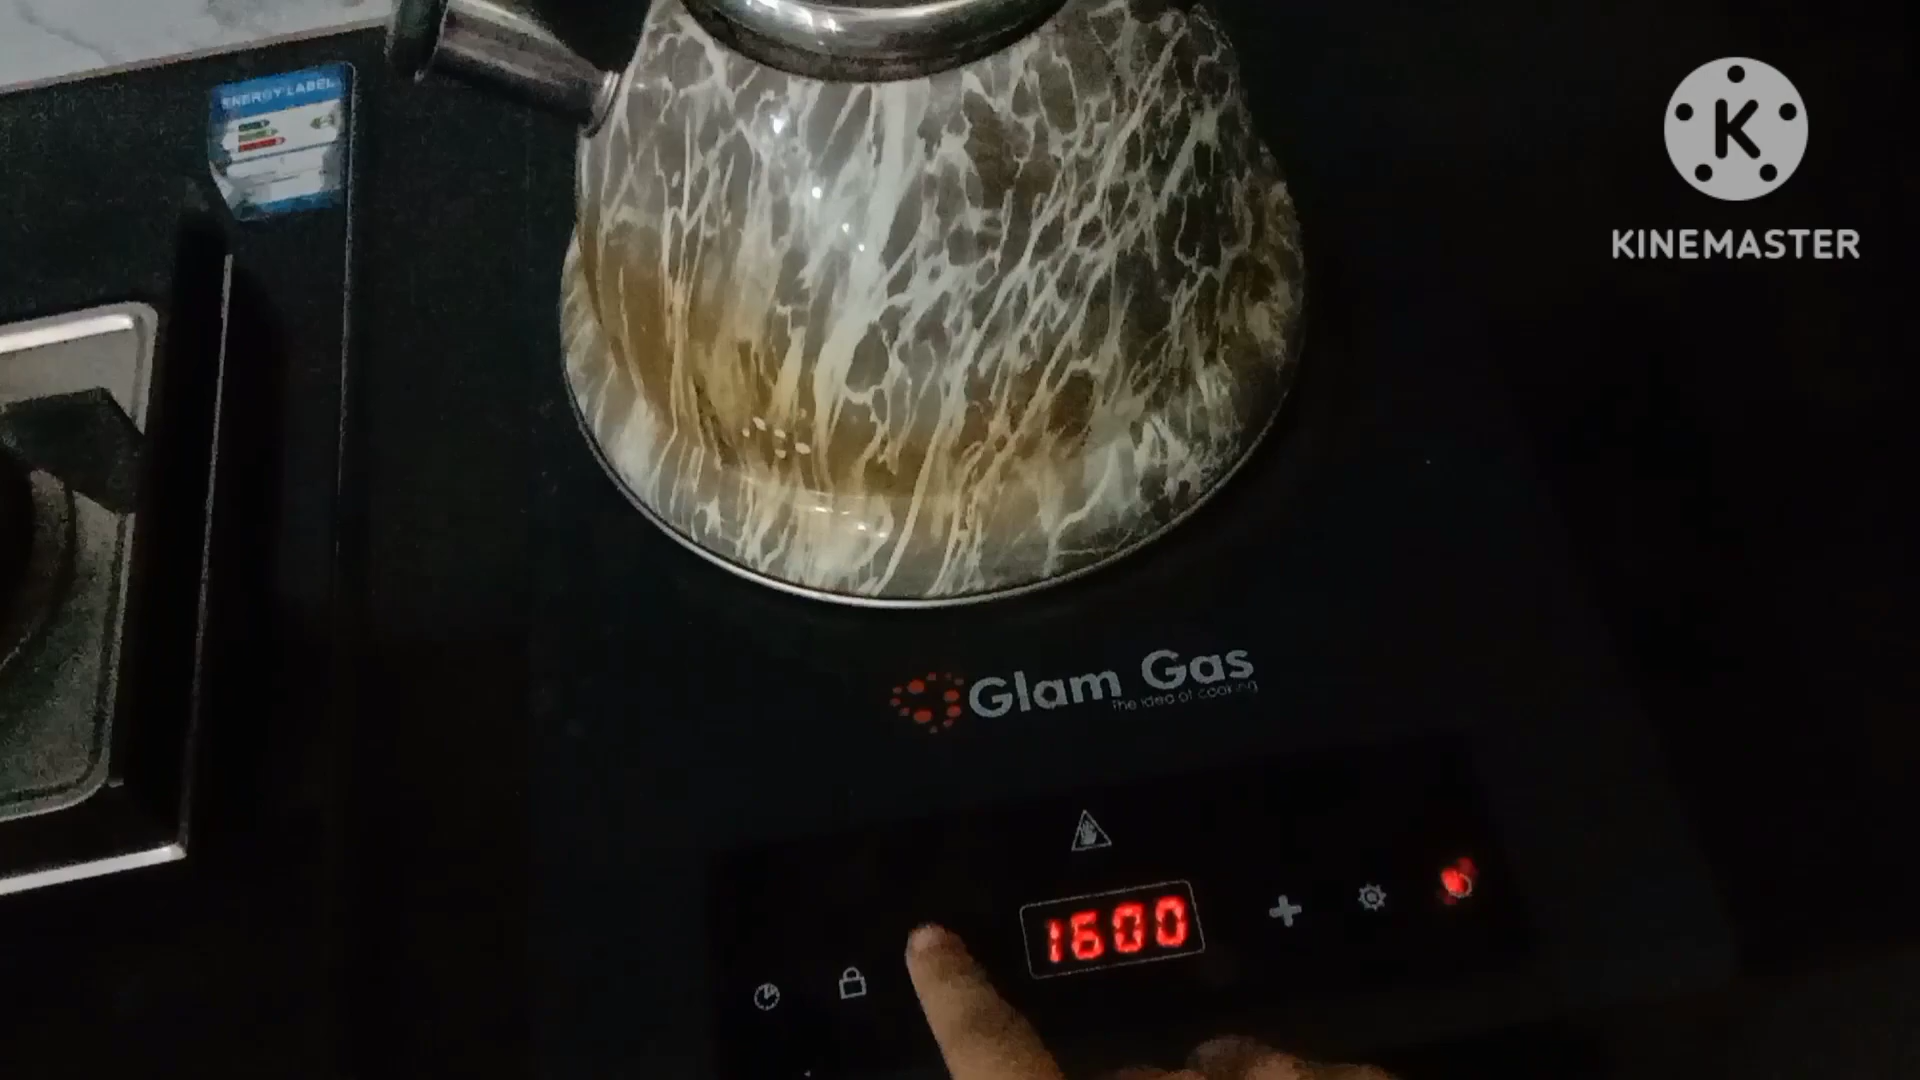 ENERGY LABEL
KINEMASTER
Glam Gas
The idea of cooking
1600